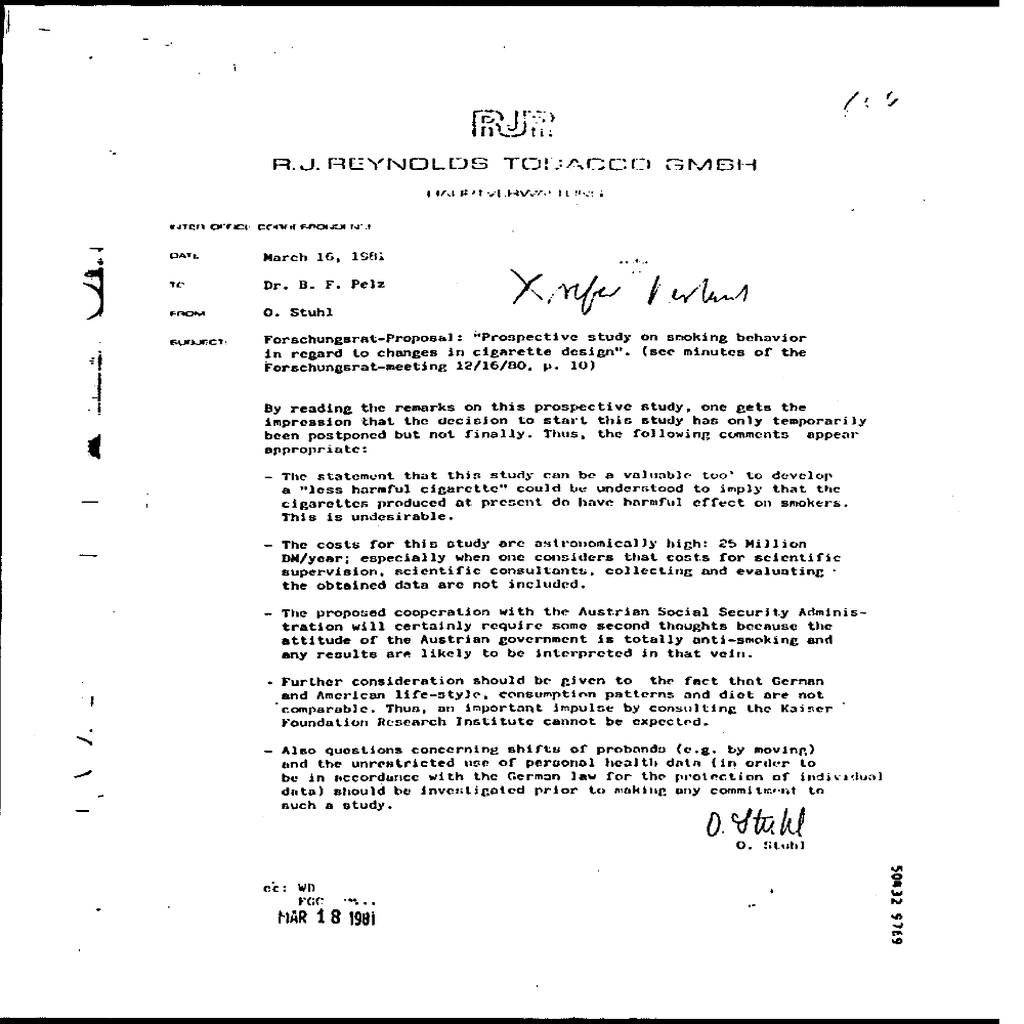 RJR
R.J. REYNOLDS TOBACCO GMBH
HAUPTVERWALTUNG
INTER OFFICE CORRESPONDENCE
DATE March 16, 1981
TO Dr. B. F. Pelz
FROM O. Stuhl
SUBJECT: Forschungsrat-Proposal: "Prospective study on smoking behavior
in regard to changes in cigarette design". (see minutes of the
Forschungsrat-meeting 12/16/80, p. 10)
By reading the remarks on this prospective study, one gets the
impression that the decision to start this study has only temporarily
been postponed but not finally. Thus, the following comments appear
appropriate:
- The statement that this study can be a valuable tool to develop
a "less harmful cigarette" could be understood to imply that the
cigarettes produced at present do have harmful effect on smokers.
This is undesirable.
- The costs for this study are astronomically high: 25 Million
DM/year; especially when one considers that costs for scientific
supervision, scientific consultants, collecting and evaluating
the obtained data are not included.
- The proposed cooperation with the Austrian Social Security Adminis-
tration will certainly require some second thoughts because the
attitude of the Austrian government is totally anti-smoking and
any results are likely to be interpreted in that vein.
- Further consideration should be given to the fact that German
and American life-style, consumption patterns and diet are not
comparable. Thus, an important impulse by consulting the Kaiser
Foundation Research Institute cannot be expected.
- Also questions concerning shifts of probands (e.g. by moving)
and the unrestricted use of personal health data (in order to
be in accordance with the German law for the protection of individual
data) should be investigated prior to making any commitment to
such a study.
O. Stuhl
O. Stuhl
cc: WD
FGC
MAR 18 1981